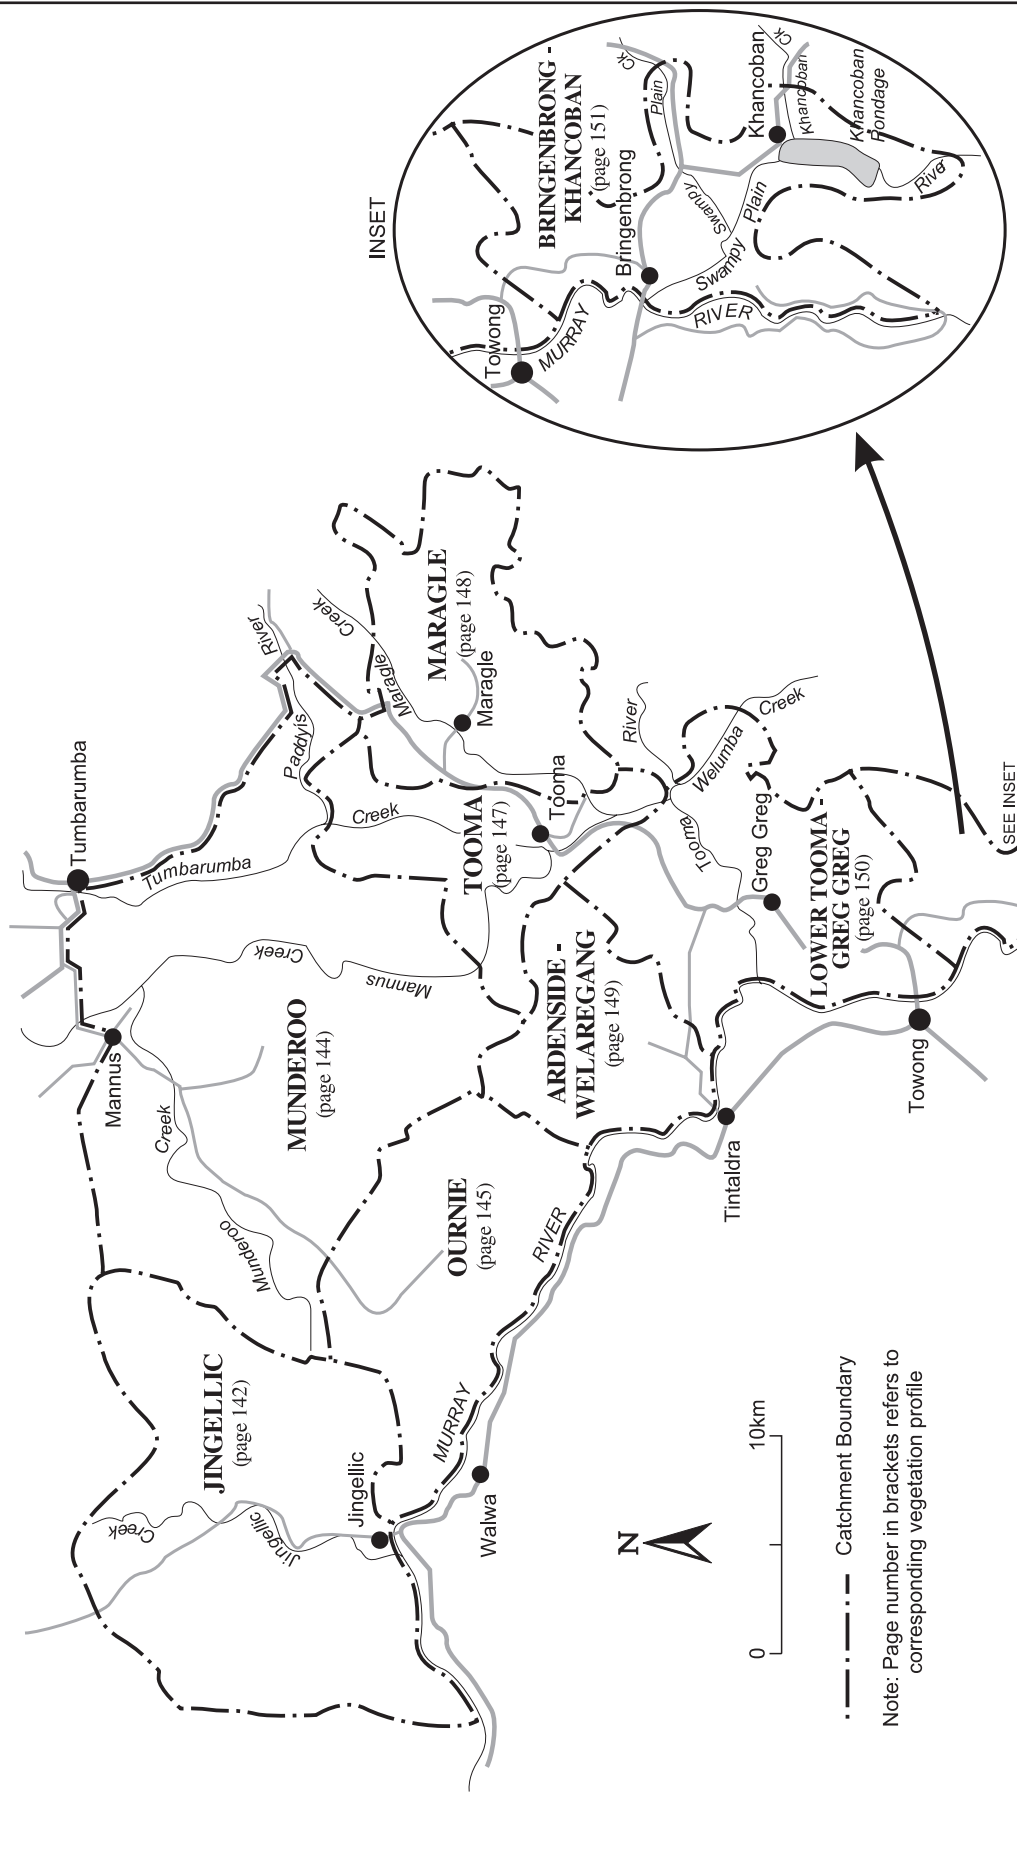 INSET
BRINGENBRONG -
KHANCOBAN
(page 151)
Towong
MURRAY
RIVER
Bringenbrong
Swampy
Plain
Ck
Swampy
Plain
River
Khancoban
Khancoban
Ck
Khancoban
Pondage
Tumbarumba
Tumbarumba
Creek
Paddyis
River
Mannus
Mannus
Creek
MUNDEROO
(page 144)
Munderoo
Creek
JINGELLIC
(page 142)
Jingellic
Creek
Jingellic
OURNIE
(page 145)
MURRAY
RIVER
Walwa
MARAGLE
(page 148)
Maragle
Maragle
Creek
TOOMA
(page 147)
Tooma
Tooma
River
Welumba
Creek
ARDENSIDE -
WELAREGANG
(page 149)
Greg Greg
LOWER TOOMA -
GREG GREG
(page 150)
Tintaldra
Towong
SEE INSET
N
0
10km
Catchment Boundary
Note: Page number in brackets refers to
corresponding vegetation profile